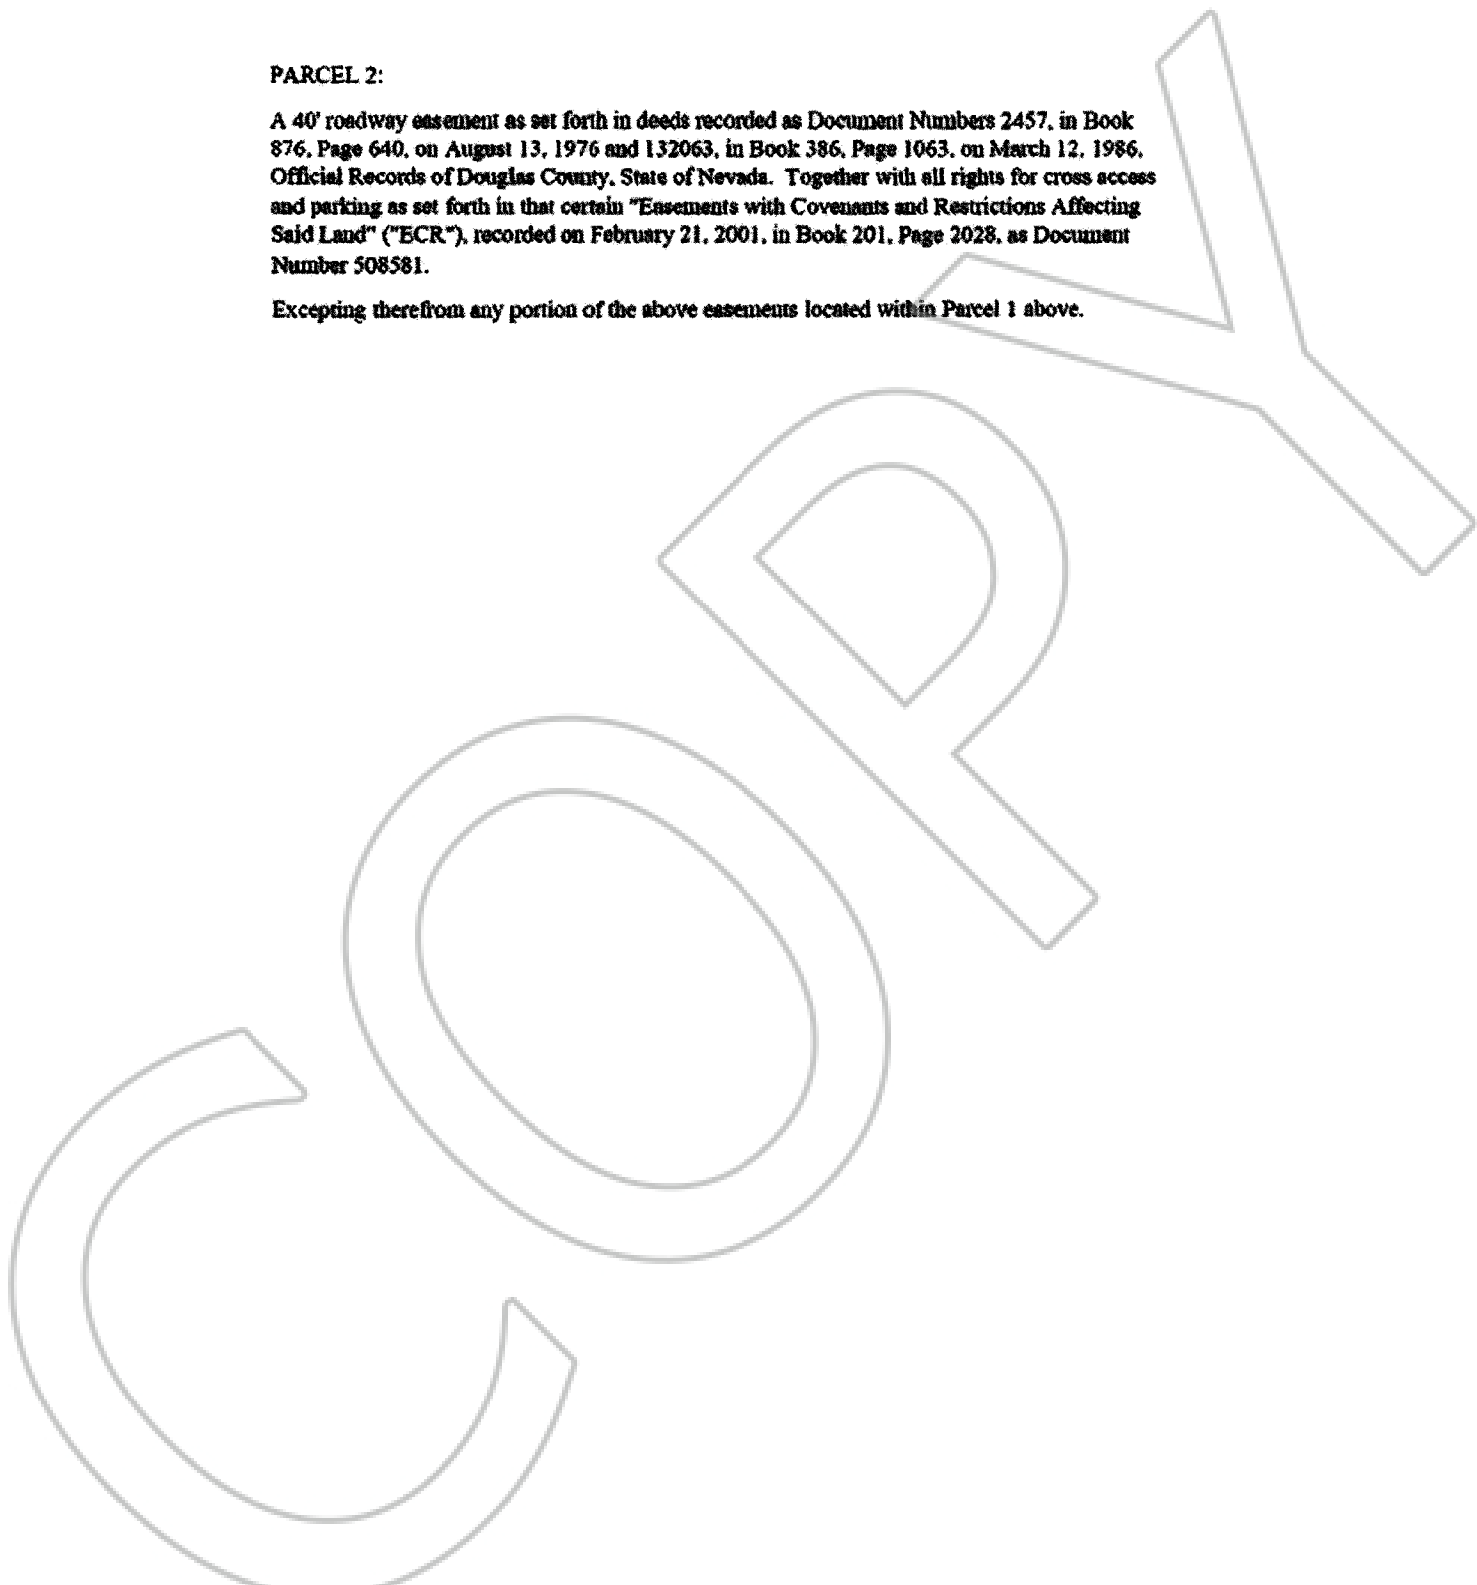 PARCEL 2:
A 40' roadway easement as set forth in deeds recorded as Document Numbers 2457, in Book
876, Page 640, on August 13, 1976 and 132063, in Book 386, Page 1063, on March 12, 1986,
Official Records of Douglas County, State of Nevada.  Together with all rights for cross access
and parking as set forth in that certain "Easements with Covenants and Restrictions Affecting
Said Land" ("ECR"), recorded on February 21, 2001, in Book 201, Page 2028, as Document
Number 508581.
Excepting therefrom any portion of the above easements located within Parcel 1 above.
COPY